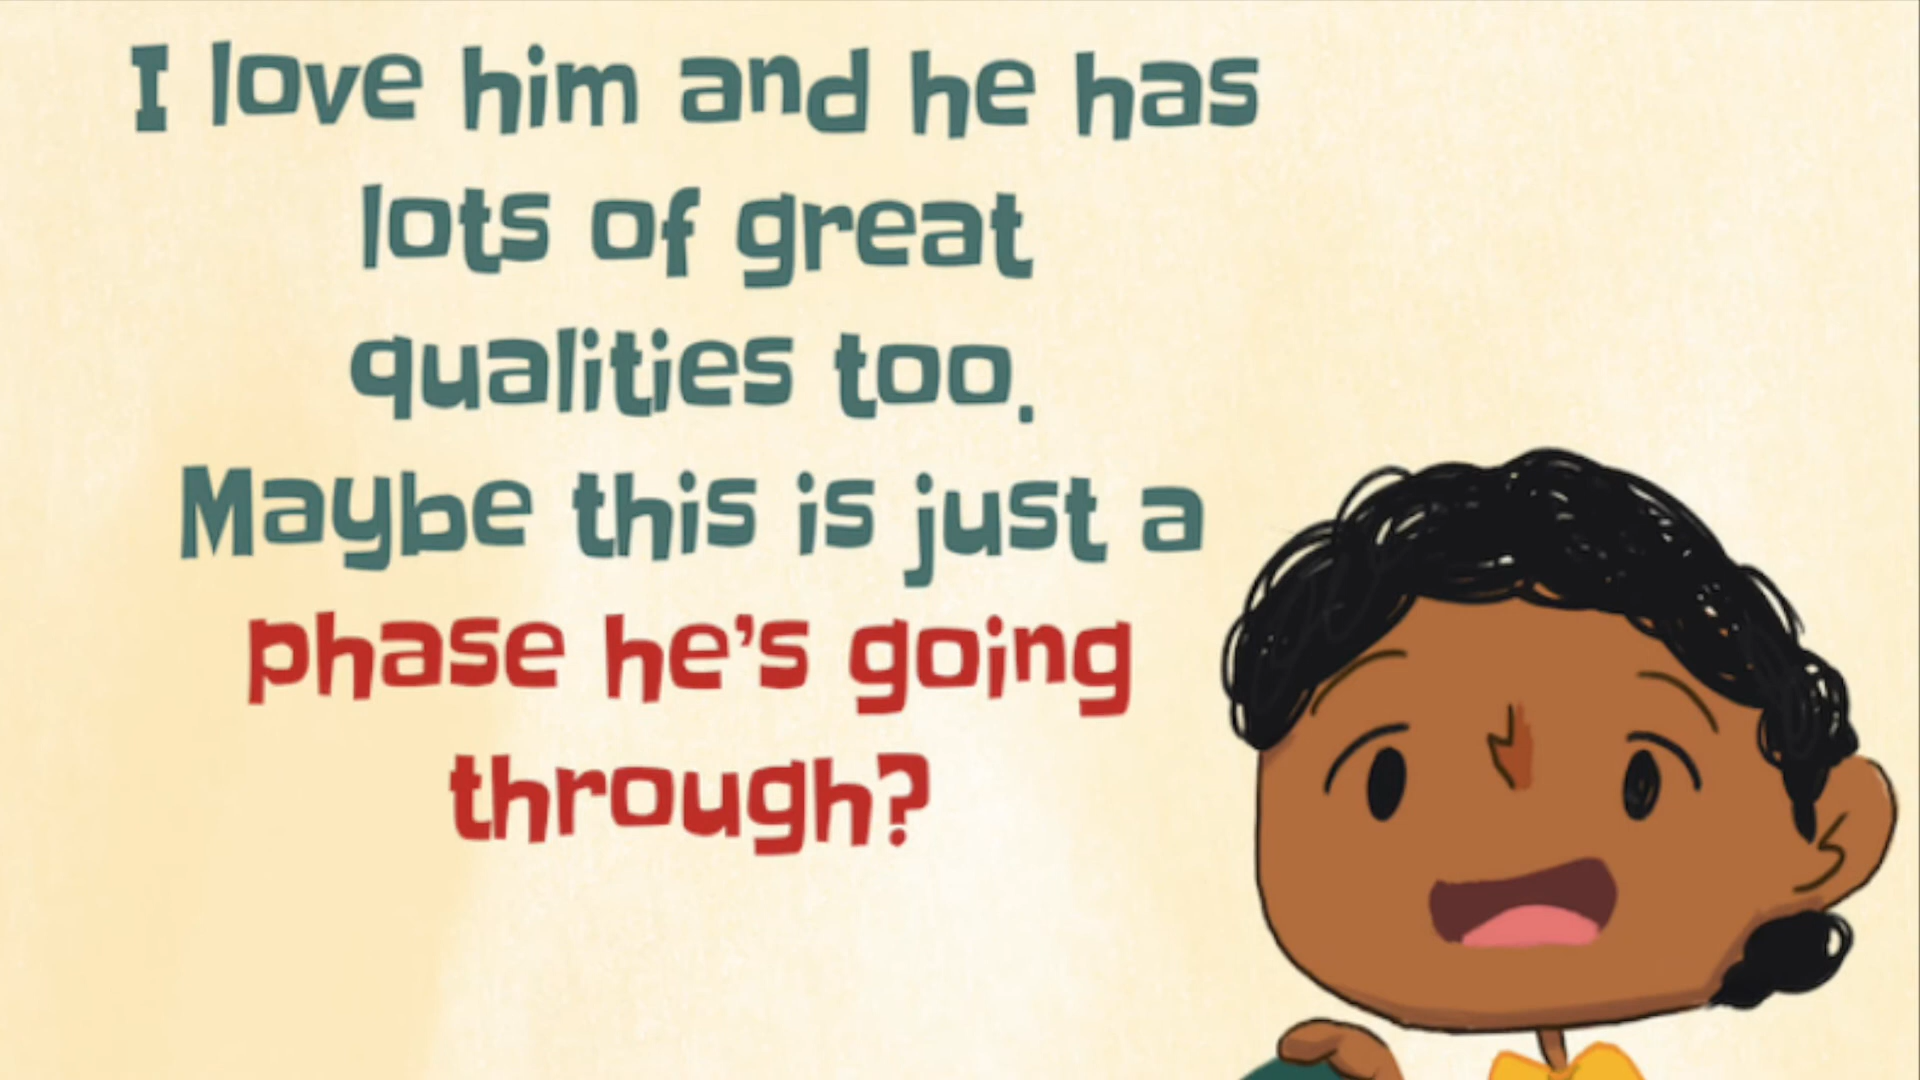 I love him and he has
lots of great
qualities too.
Maybe this is just a
phase he's going
through?